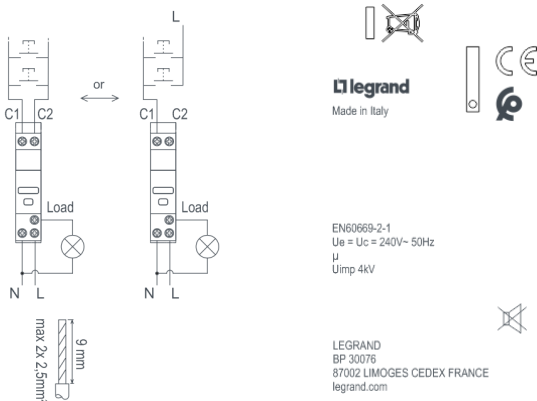 L
or
C1 C2
C1 C2
Load
Load
N L
N L
max 2x 2,5mm²
9 mm
legrand
Made in Italy
CE
EN60669-2-1
Ue = Uc = 240V~ 50Hz
µ
Uimp 4kV
LEGRAND
BP 30076
87002 LIMOGES CEDEX FRANCE
legrand.com